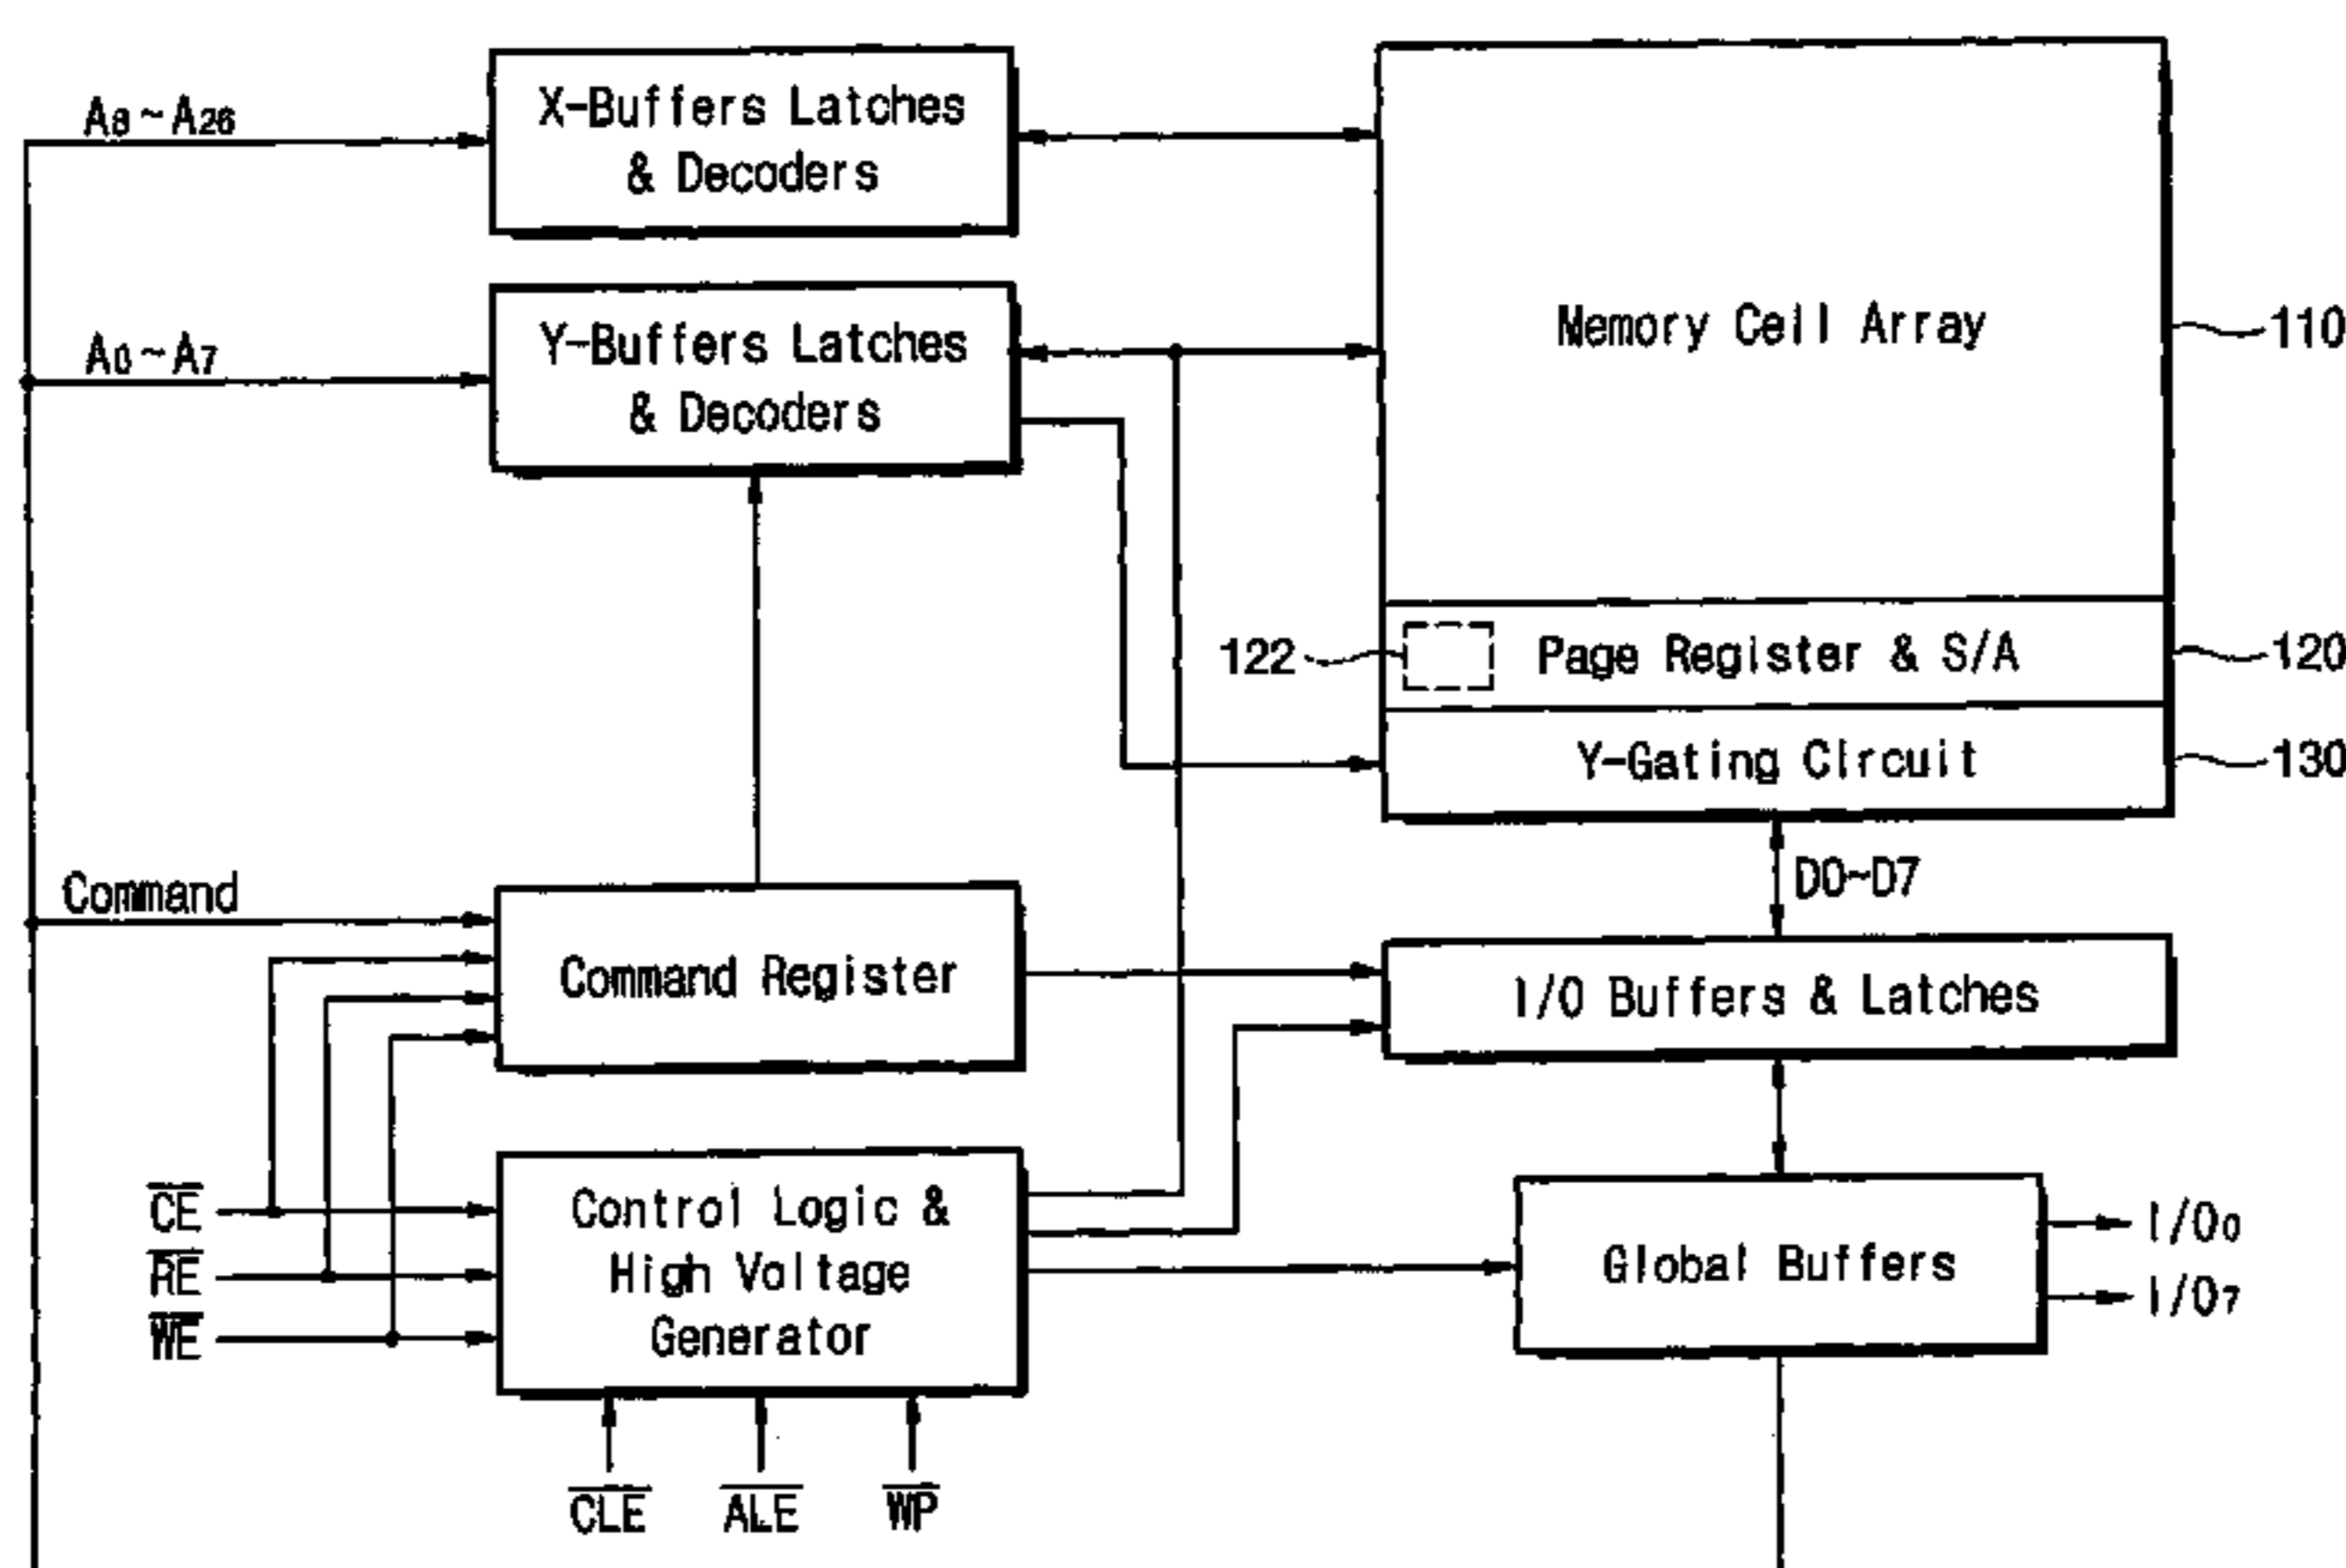 A8~A26
X-Buffers Latches
& Decoders
A0~A7
Y-Buffers Latches
& Decoders
Memory Cell Array
110
122
Page Register & S/A
120
Y-Gating Circuit
130
D0~D7
Command
Command Register
I/O Buffers & Latches
CE
RE
WE
Control Logic &
High Voltage
Generator
Global Buffers
I/O0
I/O7
CLE
ALE
WP